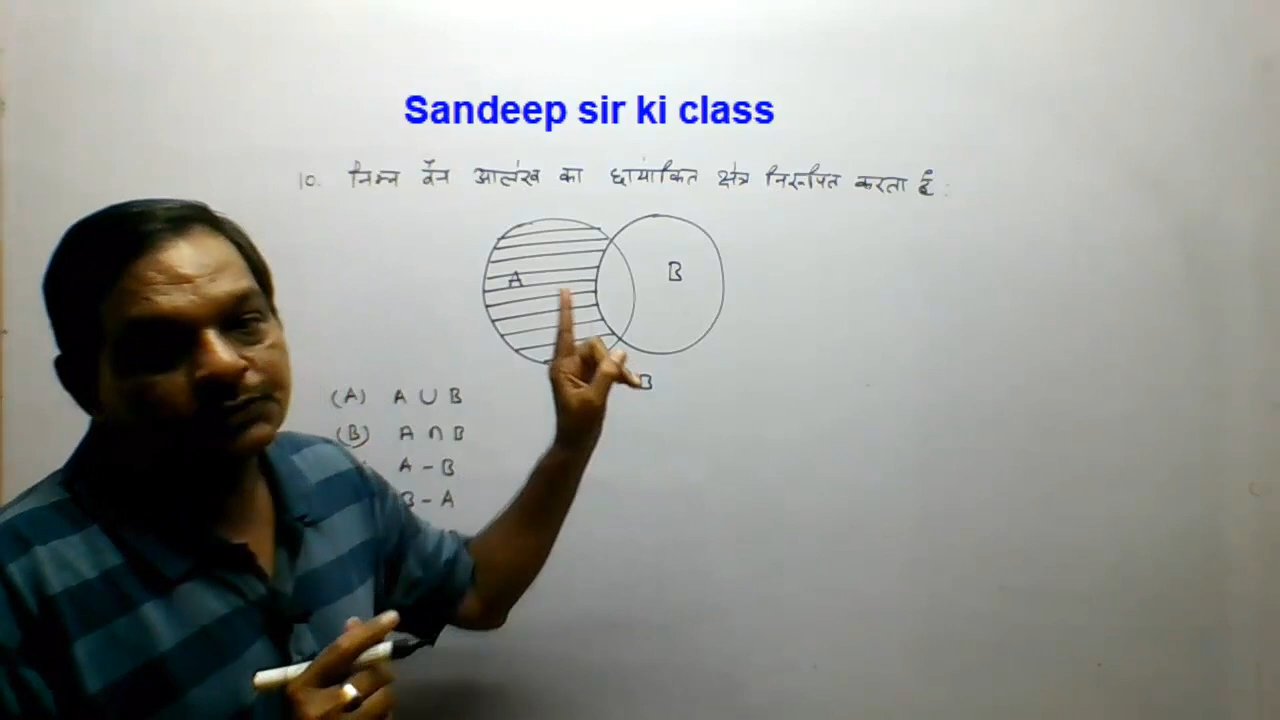 Sandeep sir ki class
10. निम्न वेन आलेख का छायांकित क्षेत्र निरूपित करता है :
A
B
B
(A) A ∪ B
(B) A ∩ B
A - B
B - A